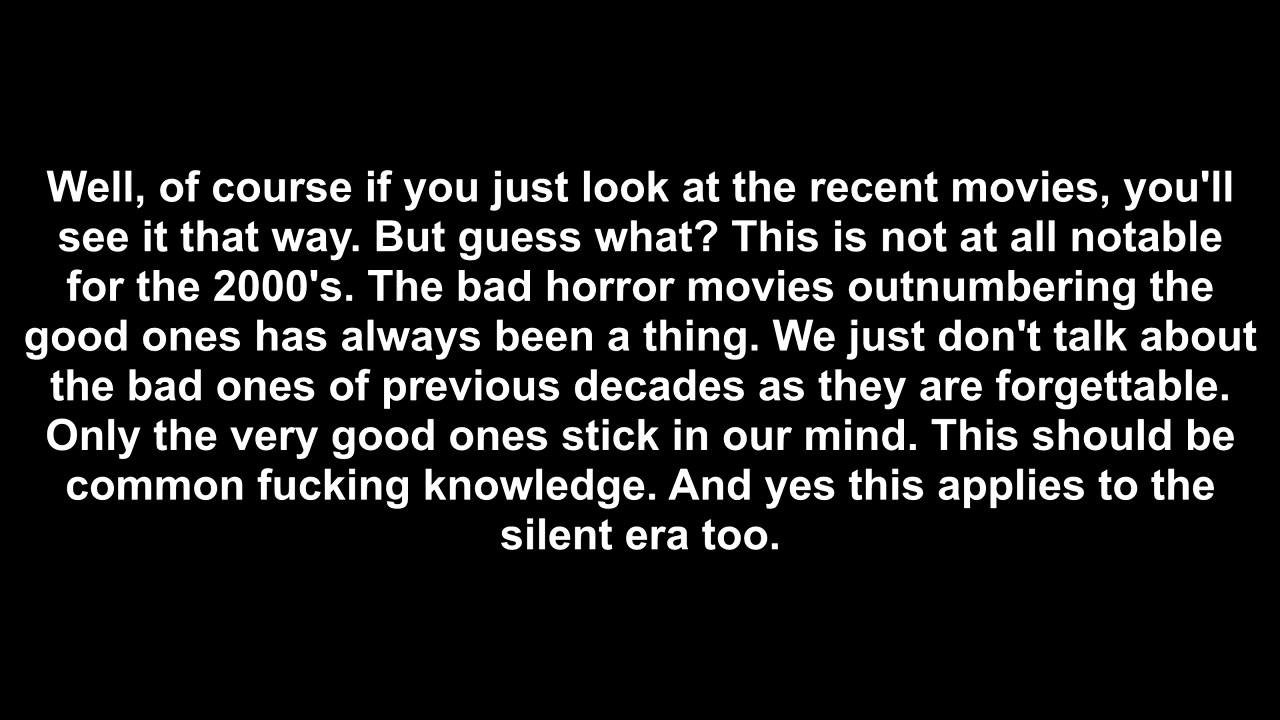 Well, of course if you just look at the recent movies, you'll
see it that way. But guess what? This is not at all notable
for the 2000's. The bad horror movies outnumbering the
good ones has always been a thing. We just don't talk about
the bad ones of previous decades as they are forgettable.
Only the very good ones stick in our mind. This should be
common fucking knowledge. And yes this applies to the
silent era too.